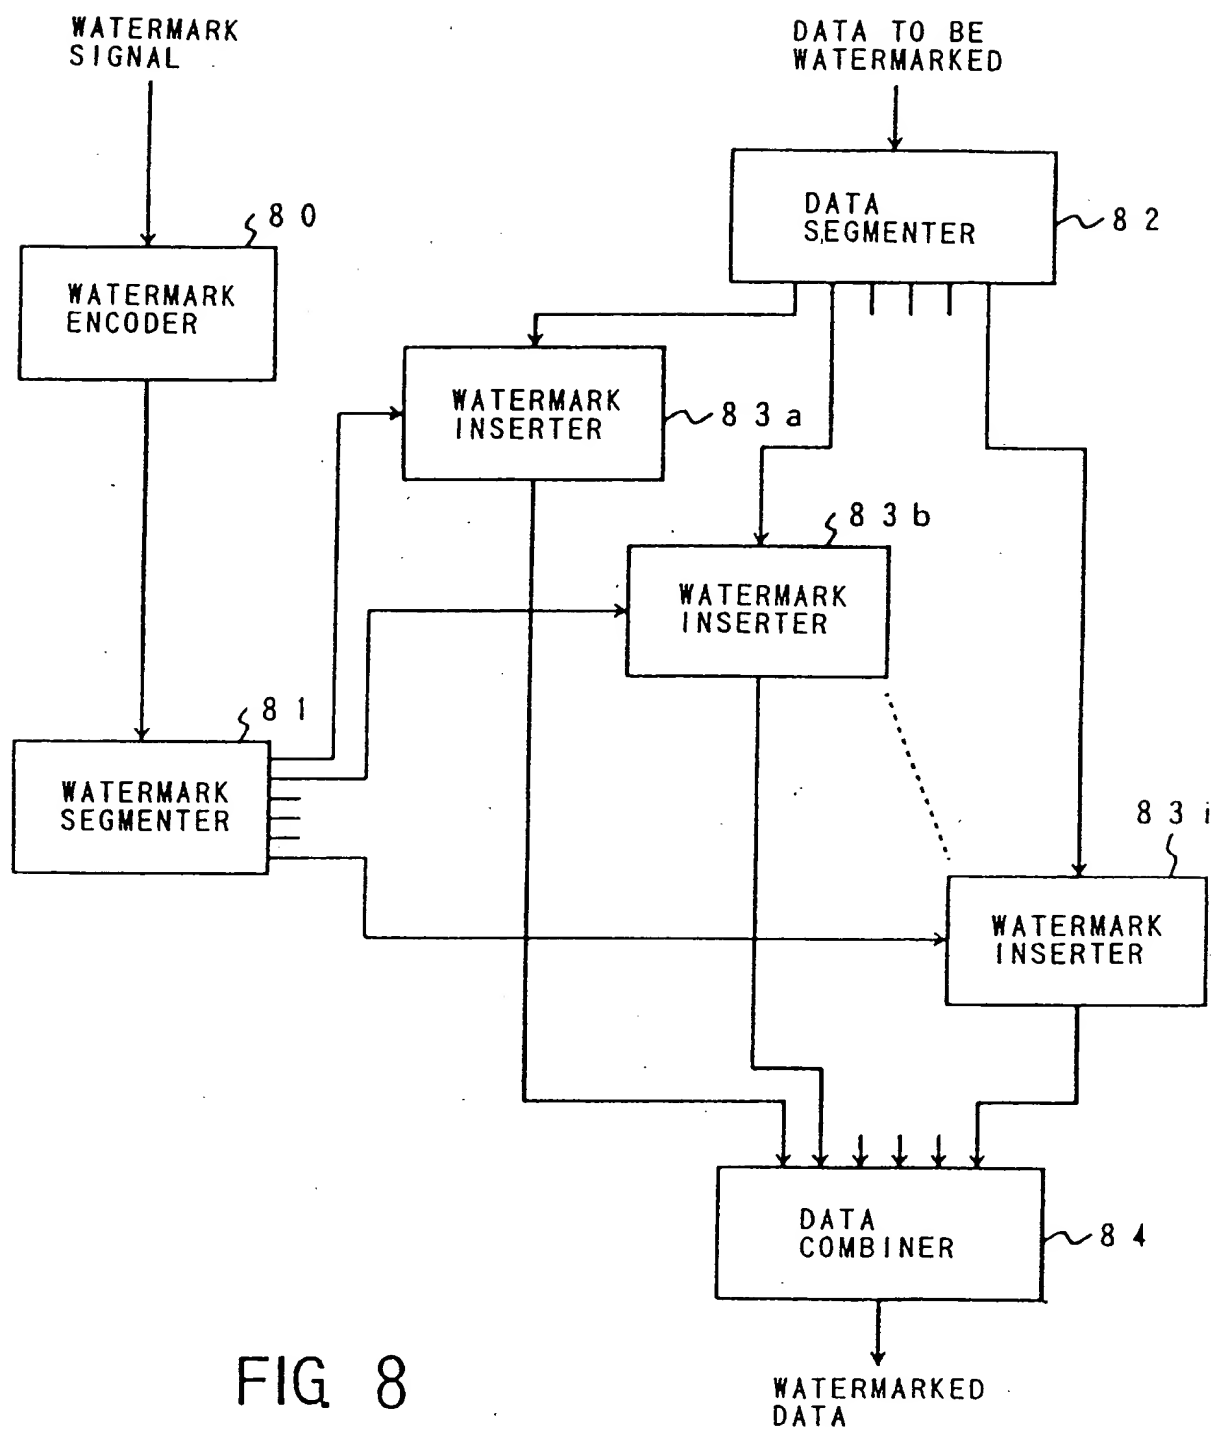 WATERMARK
SIGNAL
DATA TO BE
WATERMARKED
80
WATERMARK
ENCODER
DATA
SEGMENTER
82
WATERMARK
INSERTER
83a
83b
WATERMARK
INSERTER
81
WATERMARK
SEGMENTER
83i
WATERMARK
INSERTER
DATA
COMBINER
84
WATERMARKED
DATA
FIG. 8